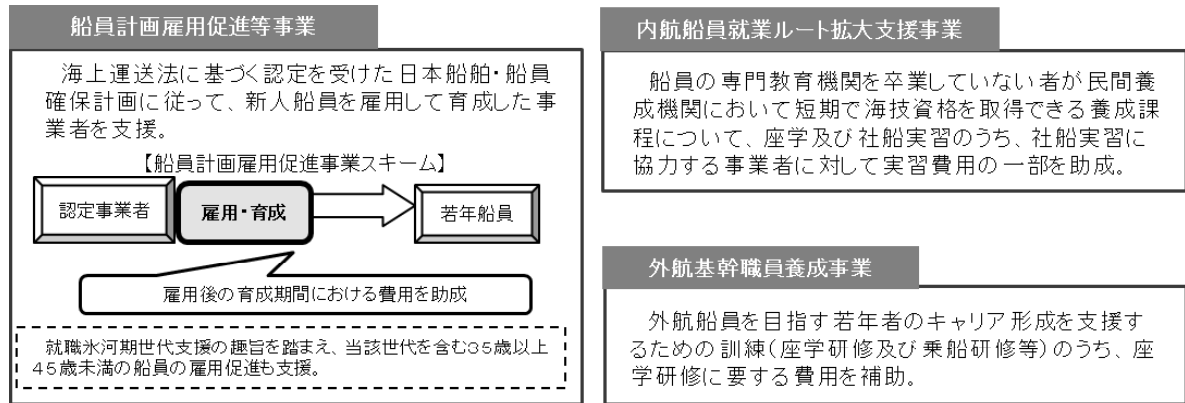 船員計画雇用促進等事業
海上運送法に基づく認定を受けた日本船舶・船員
確保計画に従って、新人船員を雇用して育成した事
業者を支援。
【船員計画雇用促進事業スキーム】
認定事業者
雇用・育成
若年船員
雇用後の育成期間における費用を助成
就職氷河期世代支援の趣旨を踏まえ、当該世代を含む35歳以上
45歳未満の船員の雇用促進も支援。
内航船員就業ルート拡大支援事業
船員の専門教育機関を卒業していない者が民間養
成機関において短期で海技資格を取得できる養成課
程について、座学及び社船実習のうち、社船実習に
協力する事業者に対して実習費用の一部を助成。
外航基幹職員養成事業
外航船員を目指す若年者のキャリア形成を支援す
るための訓練(座学研修及び乗船研修等)のうち、座
学研修に要する費用を補助。